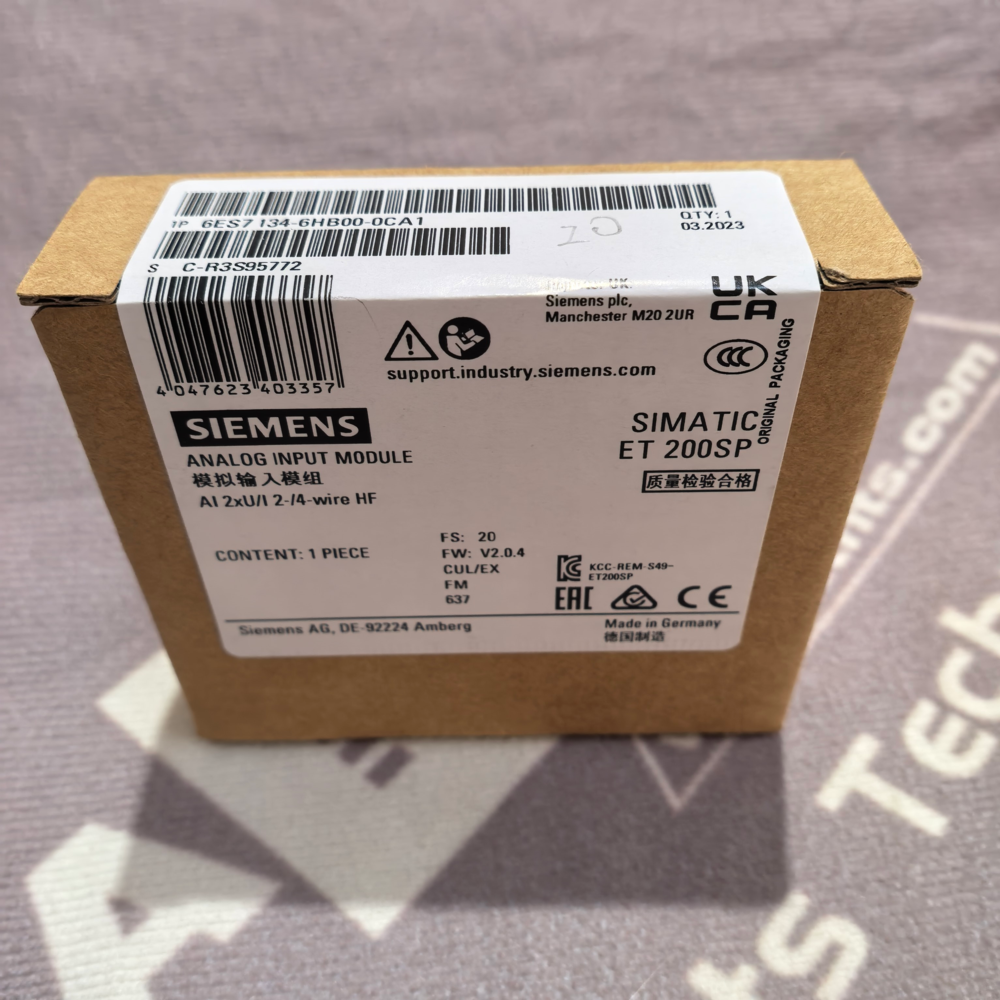 1P 6ES7 134-6HB00-0CA1
QTY: 1
03.2023
S C-R3S95772
UK:
Siemens plc,
Manchester M20 2UR
UK
CA
4 047623 403357
support.industry.siemens.com
CCC
ORIGINAL PACKAGING
SIEMENS
SIMATIC
ET 200SP
ANALOG INPUT MODULE
模拟输入模组
AI 2xU/I 2-/4-wire HF
质量检验合格
CONTENT: 1 PIECE
FS: 20
FW: V2.0.4
CUL/EX
FM
637
KCC-REM-S49-
ET200SP
EAC CE
Siemens AG, DE-92224 Amberg
Made in Germany
德国制造
.com
Tech